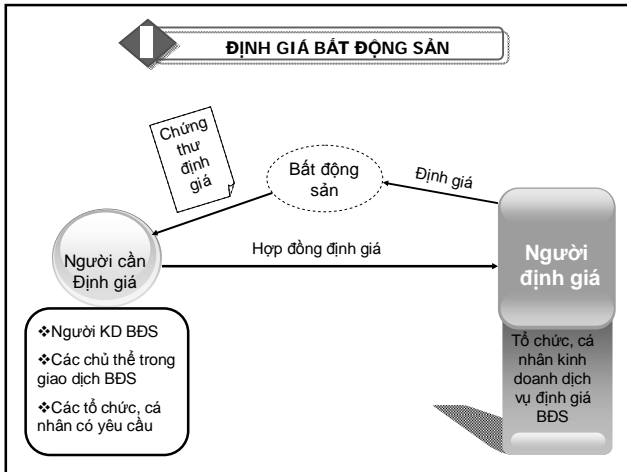 ĐỊNH GIÁ BẤT ĐỘNG SẢN
Chứng
thư
định
giá
Bất động
sản
Định giá
Người cần
Định giá
Hợp đồng định giá
Người
định giá
❖Người KD BĐS
❖Các chủ thể trong
giao dịch BĐS
❖Các tổ chức, cá
nhân có yêu cầu
Tổ chức, cá
nhân kinh
doanh dịch
vụ định giá
BĐS